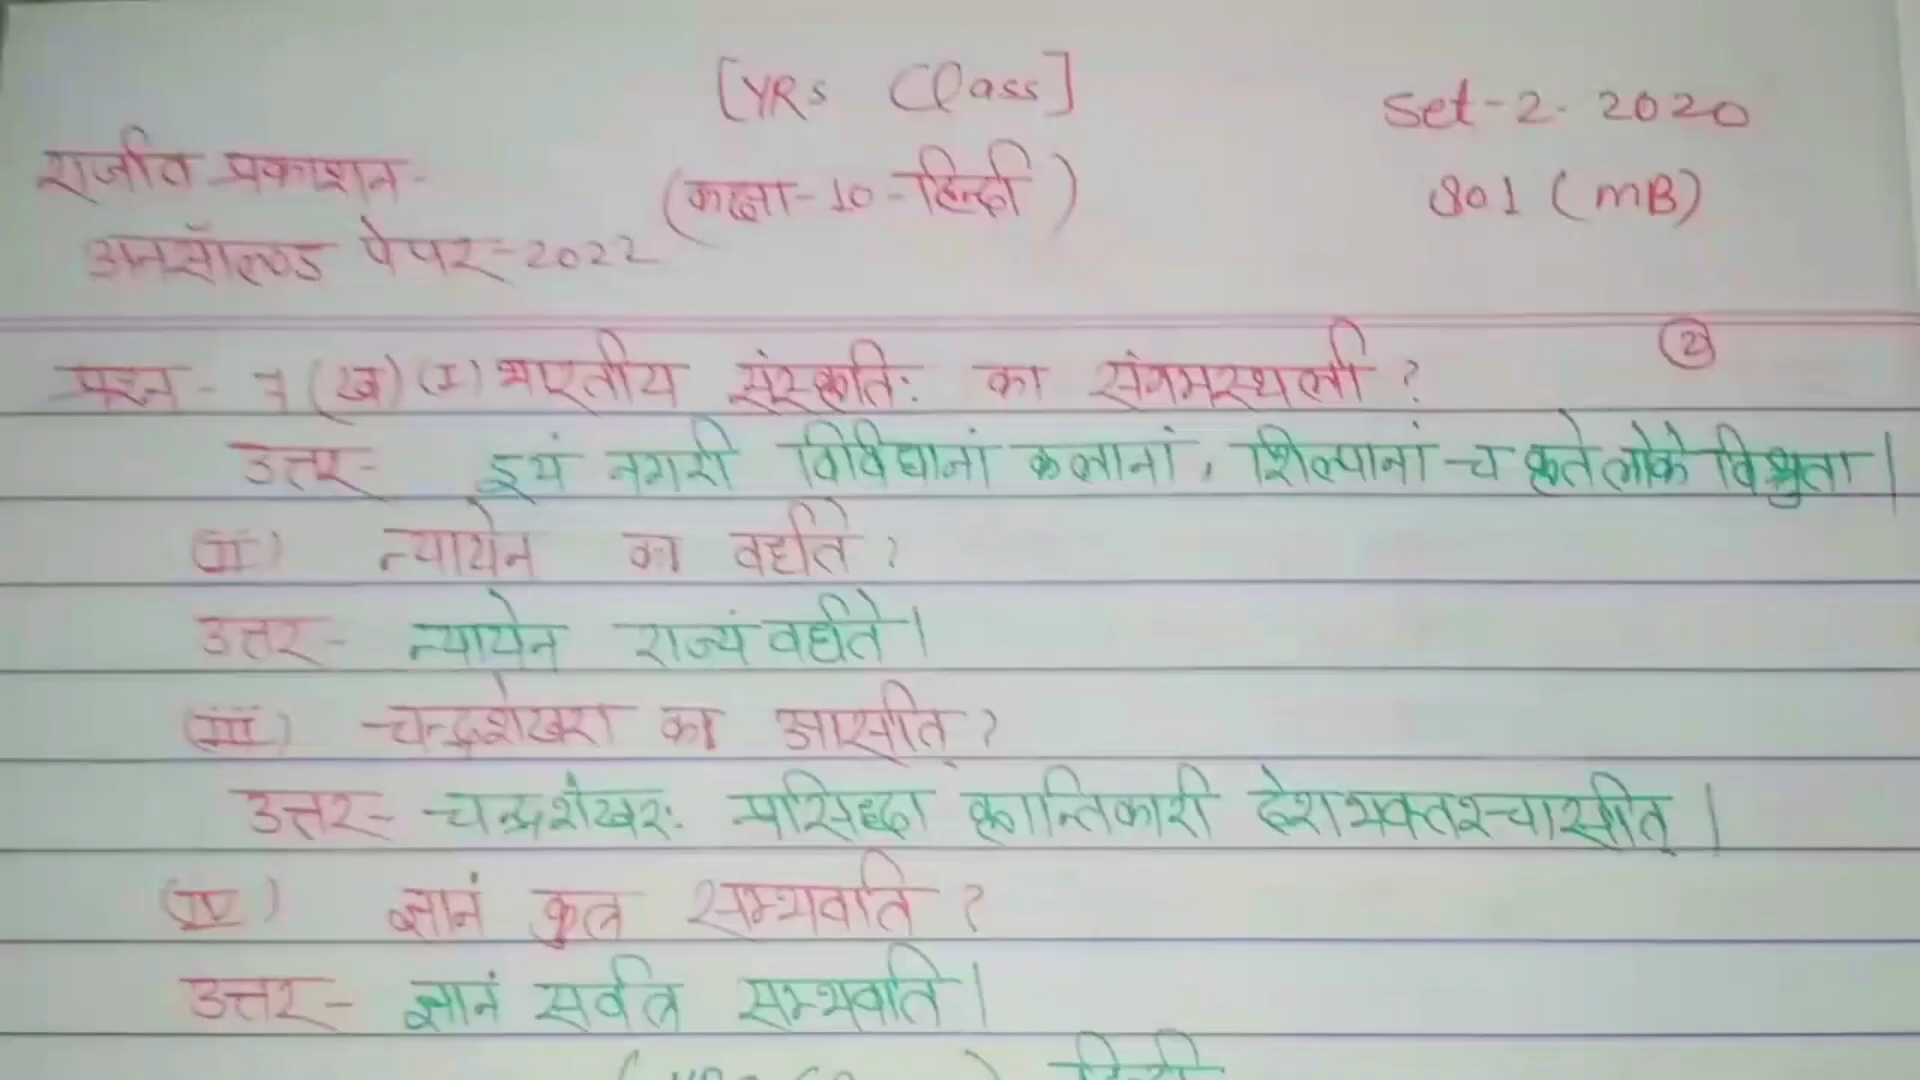 [YRs Class]
Set-2- 2020
राजीव प्रकाशन-
(कक्षा-10-हिन्दी)
801 (MB)
अनसॉल्वड पेपर-2022
प्रश्न- 7 (ख) (I) भारतीय संस्कृति: का संगमस्थली ?
2
उत्तर- इयं नगरी विविधानां कलानां, शिल्पानां च कृते लोके विश्रुता।
(II) न्यायेन का वर्धते ?
उत्तर- न्यायेन राज्यं वर्धते।
(III) चन्द्रशेखरा का आसीत् ?
उत्तर- चन्द्रशेखर: प्रसिद्धा क्रान्तिकारी देशभक्तश्चासीत्।
(IV) ज्ञानं कुत्र सम्भवति ?
उत्तर- ज्ञानं सर्वत्र सम्भवति।